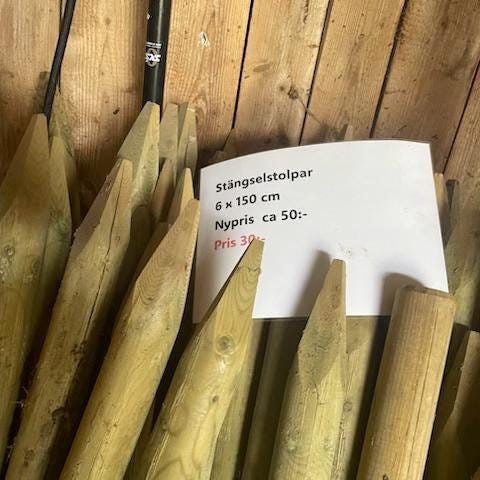 Stängselstolpar
6 x 150 cm
Nypris ca 50:-
Pris 30:-